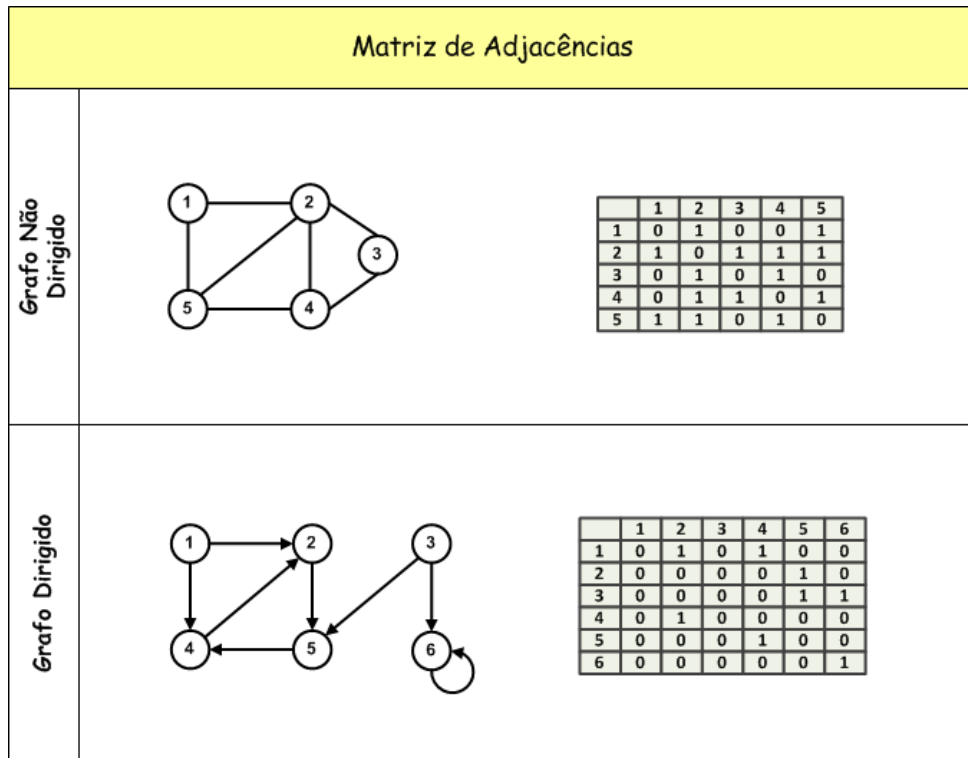 Matriz de Adjacências
Grafo Não
Dirigido
1
2
3
5
4
1 2 3 4 5
1 0 1 0 0 1
2 1 0 1 1 1
3 0 1 0 1 0
4 0 1 1 0 1
5 1 1 0 1 0
Grafo Dirigido
1
2
3
4
5
6
1 2 3 4 5 6
1 0 1 0 1 0 0
2 0 0 0 0 1 0
3 0 0 0 0 1 1
4 0 1 0 0 0 0
5 0 0 0 1 0 0
6 0 0 0 0 0 1